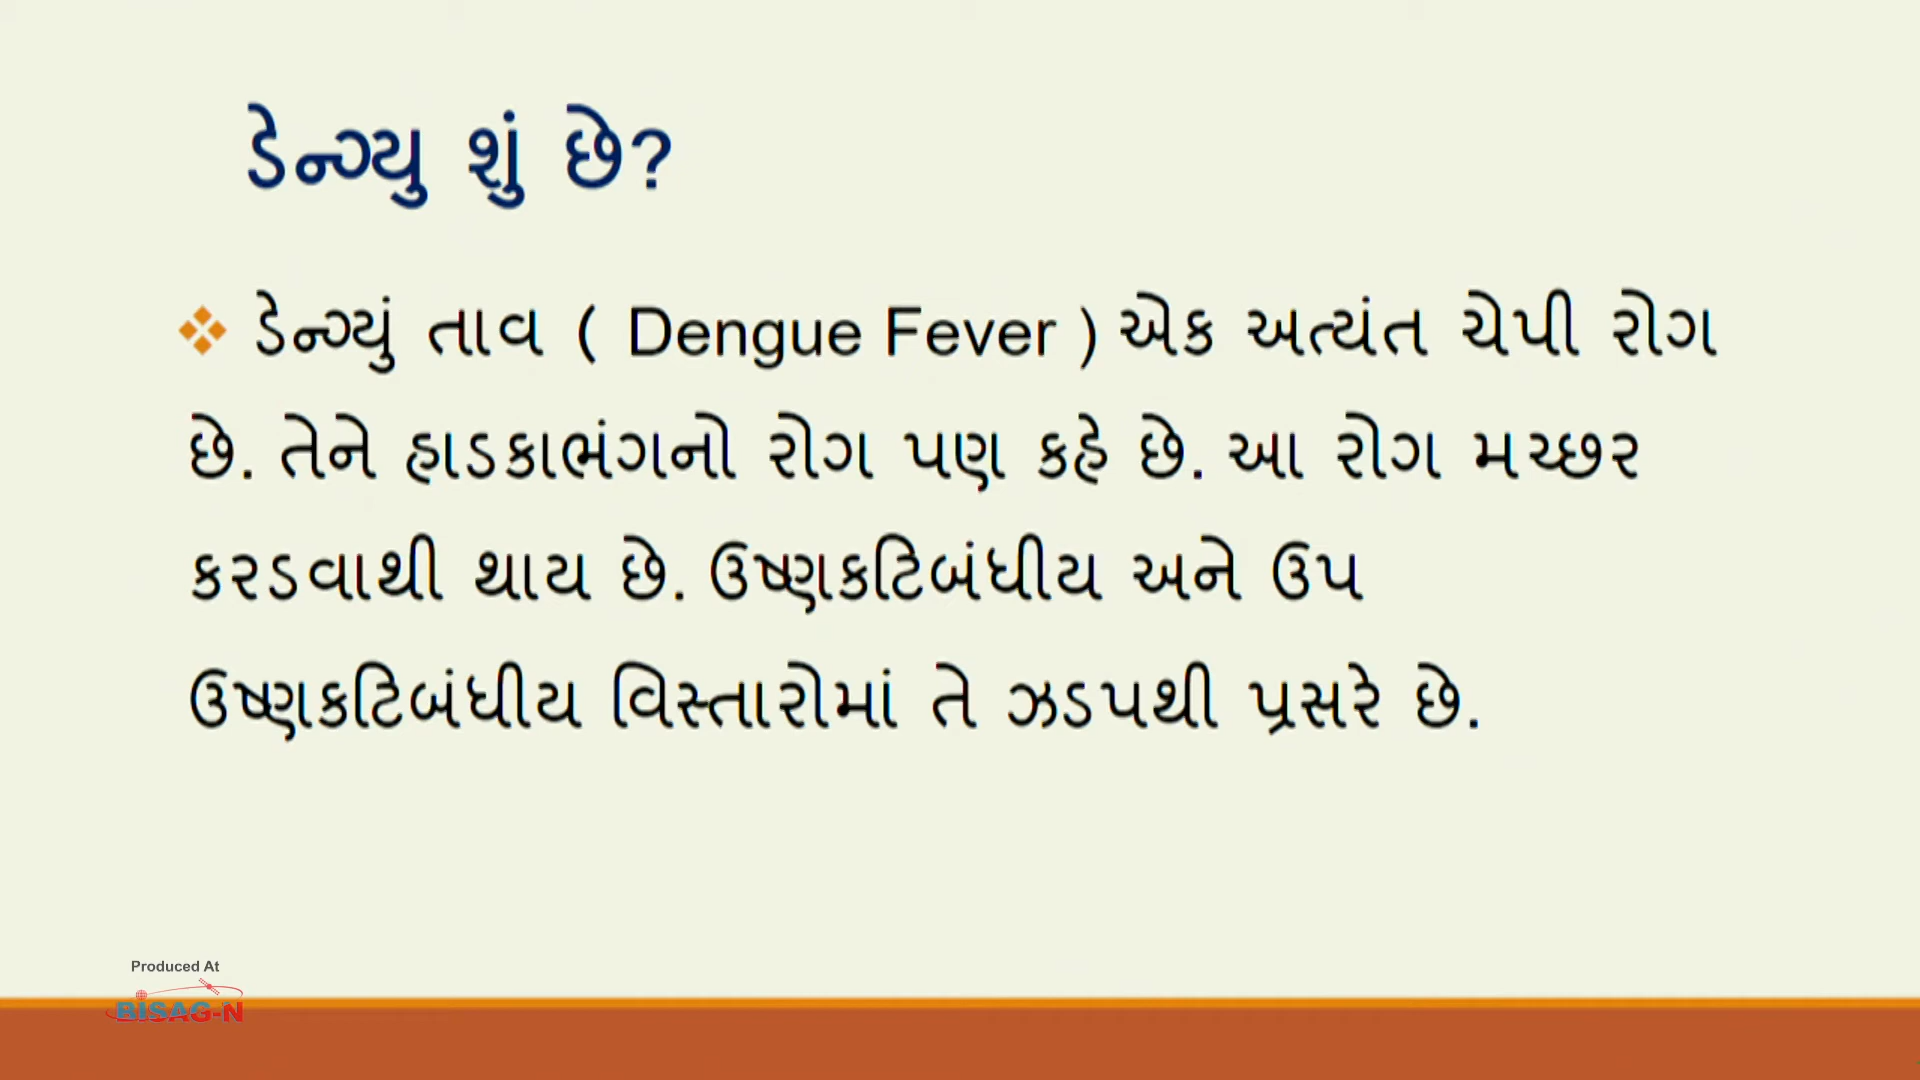 ડેન્ગ્યુ શું છે?
❖ ડેન્ગ્યું તાવ ( Dengue Fever ) એક અત્યંત ચેપી રોગ
છે. તેને હાડકાભંગનો રોગ પણ કહે છે. આ રોગ મચ્છર
કરડવાથી થાય છે. ઉષ્ણકટિબંધીય અને ઉપ
ઉષ્ણકટિબંધીય વિસ્તારોમાં તે ઝડપથી પ્રસરે છે.
Produced At
BISAG-N